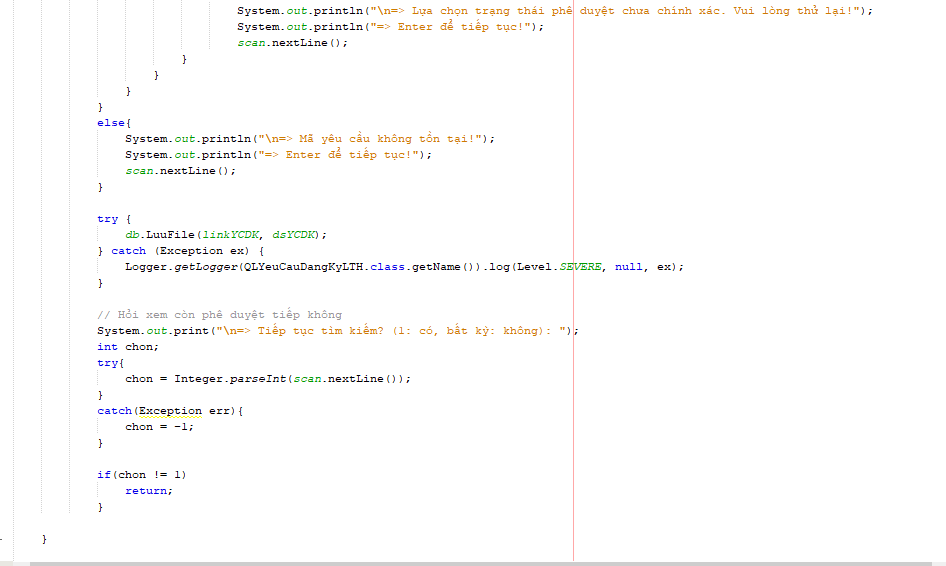 System.out.println("\n=> Lựa chọn trạng thái phê duyệt chưa chính xác. Vui lòng thử lại!");
System.out.println("=> Enter để tiếp tục!");
scan.nextLine();
}
}
}
}
else{
System.out.println("\n=> Mã yêu cầu không tồn tại!");
System.out.println("=> Enter để tiếp tục!");
scan.nextLine();
}
try {
db.LuuFile(linkYCDK, dsYCDK);
} catch (Exception ex) {
Logger.getLogger(QLYeuCauDangKyLTH.class.getName()).log(Level.SEVERE, null, ex);
}
// Hỏi xem còn phê duyệt tiếp không
System.out.print("\n=> Tiếp tục tìm kiếm? (1: có, bất kỳ: không): ");
int chon;
try{
chon = Integer.parseInt(scan.nextLine());
}
catch(Exception err){
chon = -1;
}
if(chon != 1)
return;
}
}